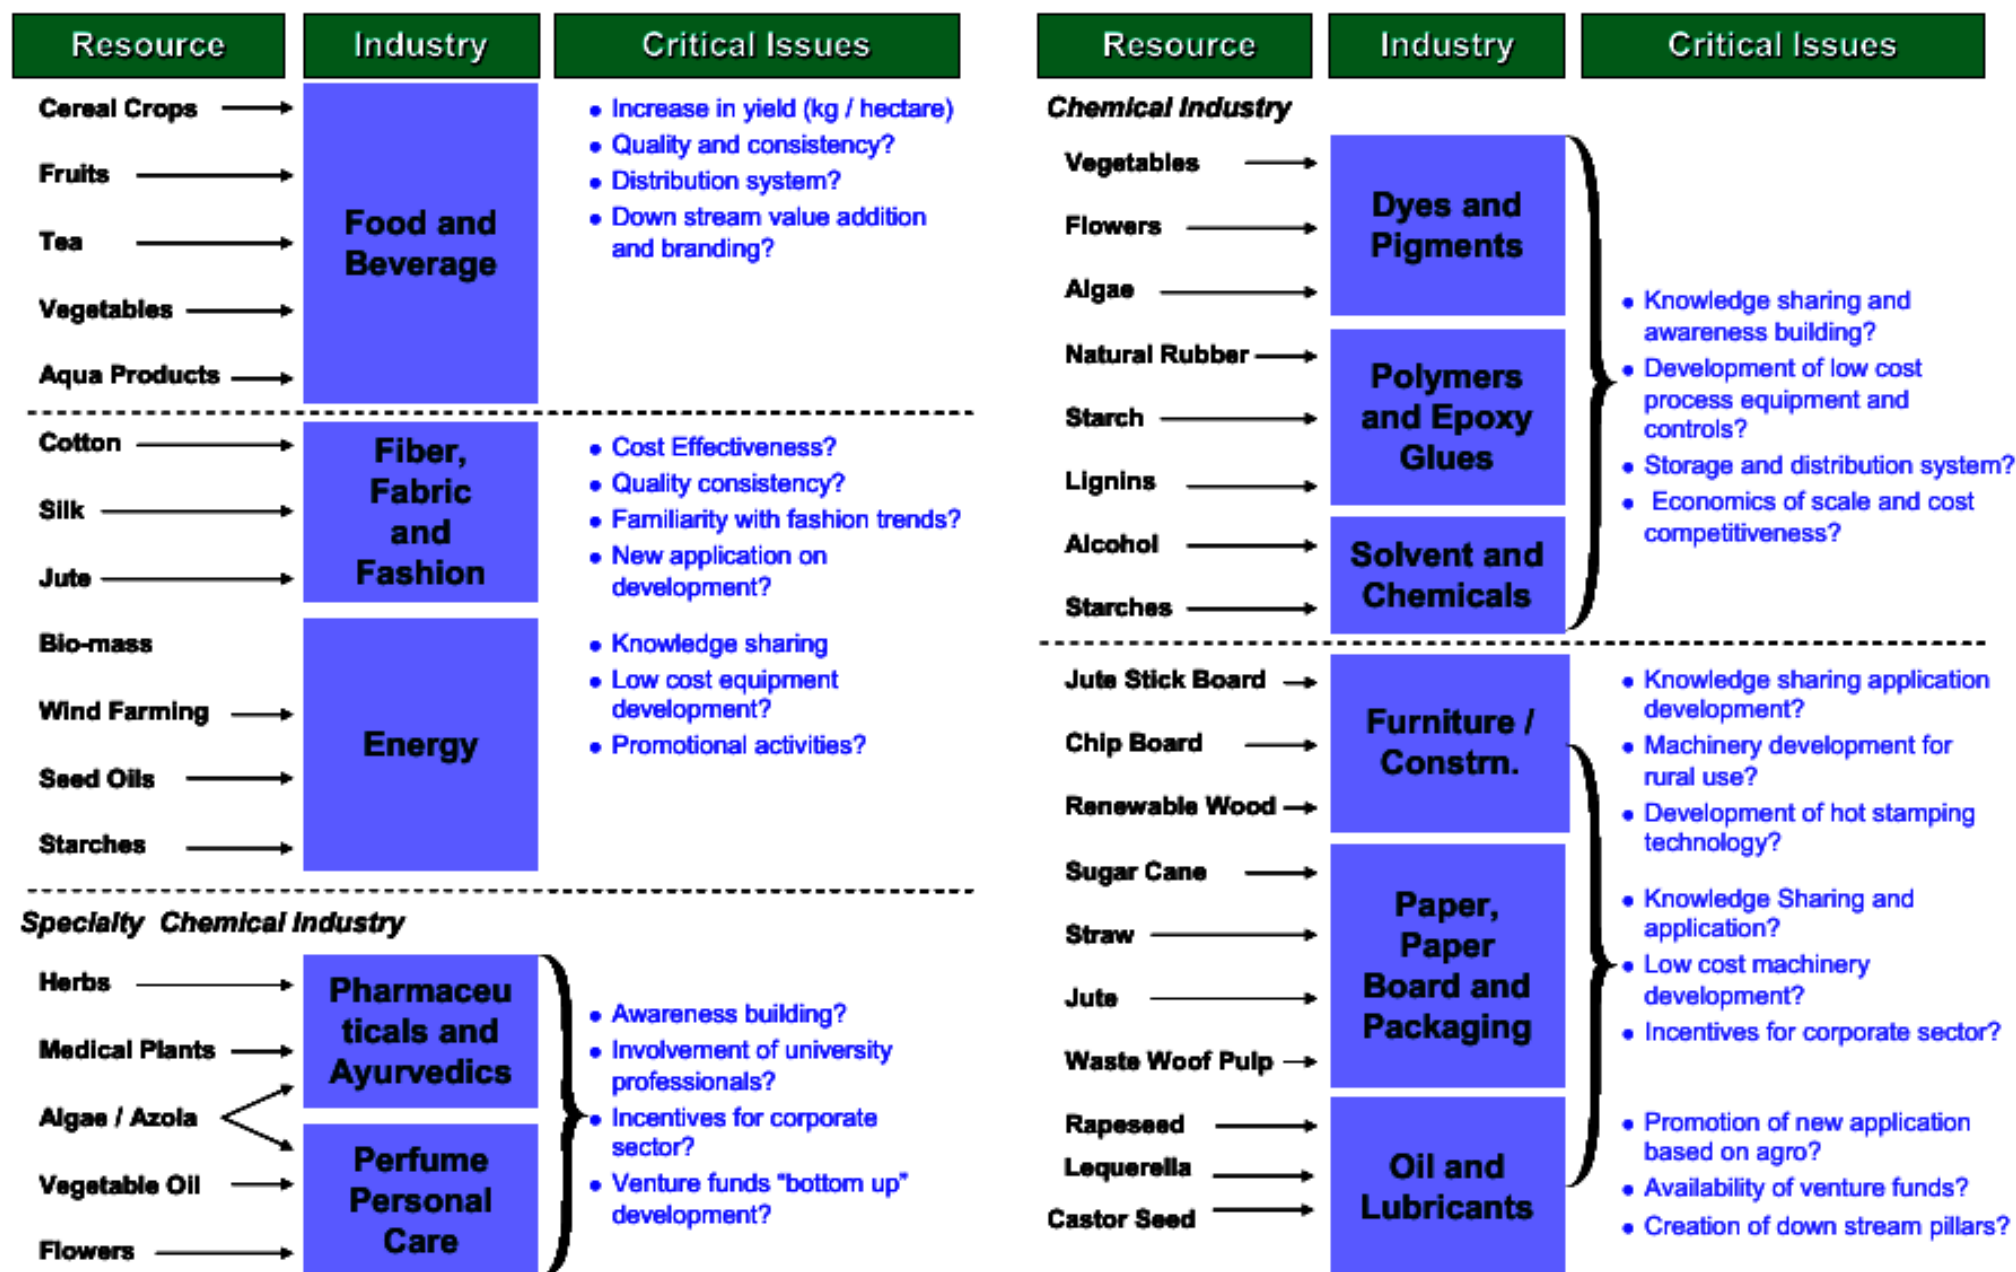 Resource
Industry
Critical Issues
Cereal Crops
Fruits
Tea
Vegetables
Aqua Products
Food and
Beverage
• Increase in yield (kg / hectare)
• Quality and consistency?
• Distribution system?
• Down stream value addition
and branding?
Cotton
Silk
Jute
Fiber,
Fabric
and
Fashion
• Cost Effectiveness?
• Quality consistency?
• Familiarity with fashion trends?
• New application on
development?
Bio-mass
Wind Farming
Seed Oils
Starches
Energy
• Knowledge sharing
• Low cost equipment
development?
• Promotional activities?
Specialty Chemical Industry
Herbs
Medical Plants
Algae / Azola
Vegetable Oil
Flowers
Pharmaceu
ticals and
Ayurvedics
Perfume
Personal
Care
• Awareness building?
• Involvement of university
professionals?
• Incentives for corporate
sector?
• Venture funds "bottom up"
development?
Resource
Industry
Critical Issues
Chemical Industry
Vegetables
Flowers
Algae
Dyes and
Pigments
Natural Rubber
Starch
Lignins
Polymers
and Epoxy
Glues
Alcohol
Starches
Solvent and
Chemicals
• Knowledge sharing and
awareness building?
• Development of low cost
process equipment and
controls?
• Storage and distribution system?
• Economics of scale and cost
competitiveness?
Jute Stick Board
Chip Board
Renewable Wood
Furniture /
Constrn.
• Knowledge sharing application
development?
• Machinery development for
rural use?
• Development of hot stamping
technology?
Sugar Cane
Straw
Jute
Waste Woof Pulp
Paper,
Paper
Board and
Packaging
• Knowledge Sharing and
application?
• Low cost machinery
development?
• Incentives for corporate sector?
Rapeseed
Lequerella
Castor Seed
Oil and
Lubricants
• Promotion of new application
based on agro?
• Availability of venture funds?
• Creation of down stream pillars?